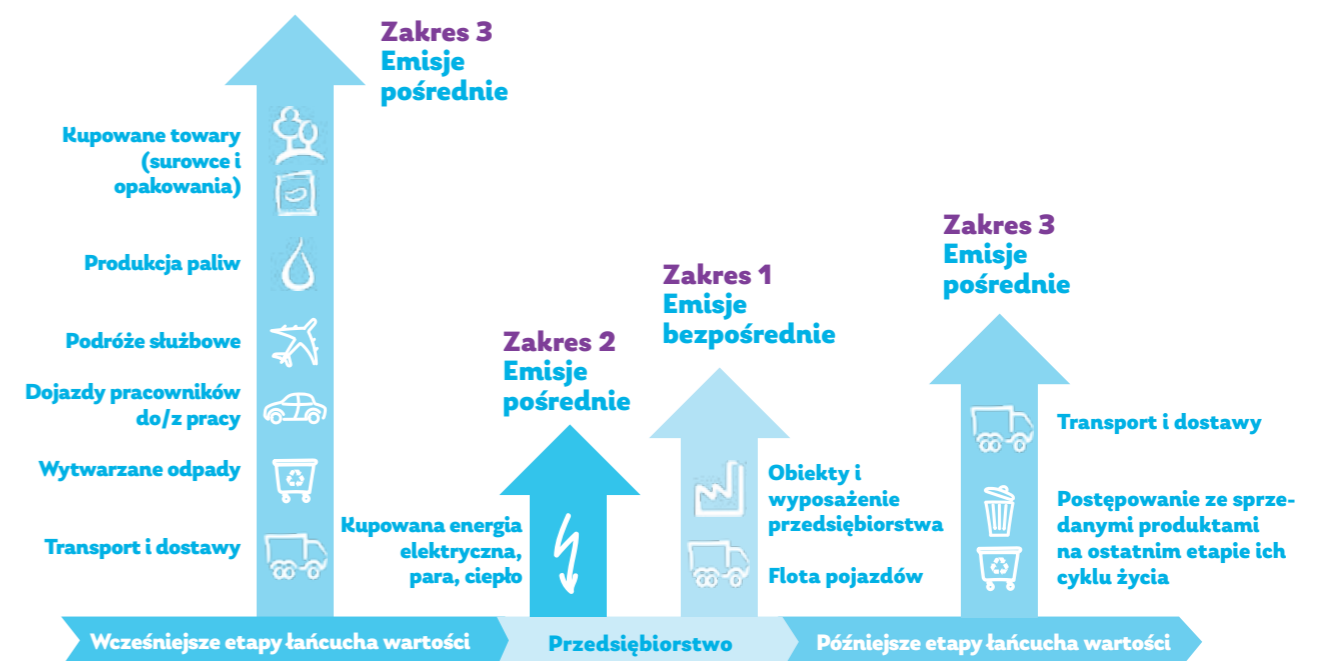 Zakres 3
Emisje
pośrednie
Kupowane towary
(surowce i
opakowania)
Produkcja paliw
Podróże służbowe
Dojazdy pracowników
do/z pracy
Wytwarzane odpady
Transport i dostawy
Zakres 2
Emisje
pośrednie
Kupowana energia
elektryczna,
para, ciepło
Zakres 1
Emisje
bezpośrednie
Obiekty i
wyposażenie
przedsiębiorstwa
Flota pojazdów
Zakres 3
Emisje
pośrednie
Transport i dostawy
Postępowanie ze sprze-
danymi produktami
na ostatnim etapie ich
cyklu życia
Wcześniejsze etapy łańcucha wartości
Przedsiębiorstwo
Późniejsze etapy łańcucha wartości